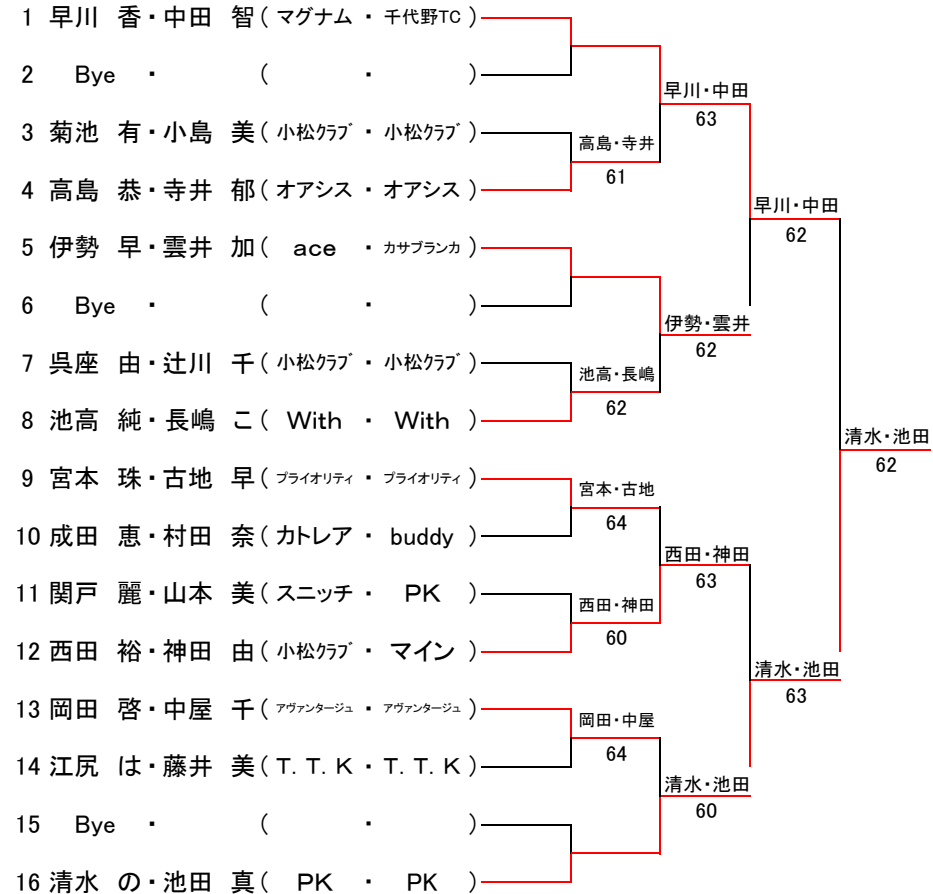 1 早川 香・中田 智(マグナム・千代野TC)
2 Bye ・ ( ・ )
早川・中田
63
3 菊池 有・小島 美(小松クラブ・小松クラブ)
高島・寺井
61
4 高島 恭・寺井 郁(オアシス・オアシス)
早川・中田
62
5 伊勢 早・雲井 加( ace ・カサブランカ)
6 Bye ・ ( ・ )
伊勢・雲井
62
7 呉座 由・辻川 千(小松クラブ・小松クラブ)
池高・長嶋
62
8 池高 純・長嶋 こ( With ・ With )
清水・池田
62
9 宮本 珠・古地 早(プライオリティ・プライオリティ)
宮本・古地
64
10 成田 恵・村田 奈(カトレア・ buddy )
西田・神田
63
11 関戸 麗・山本 美(スニッチ・ PK )
西田・神田
60
12 西田 裕・神田 由(小松クラブ・マイン)
清水・池田
63
13 岡田 啓・中屋 千(アヴァンタージュ・アヴァンタージュ)
岡田・中屋
64
14 江尻 は・藤井 美(T.T.K・T.T.K)
清水・池田
60
15 Bye ・ ( ・ )
16 清水 の・池田 真( PK ・ PK )